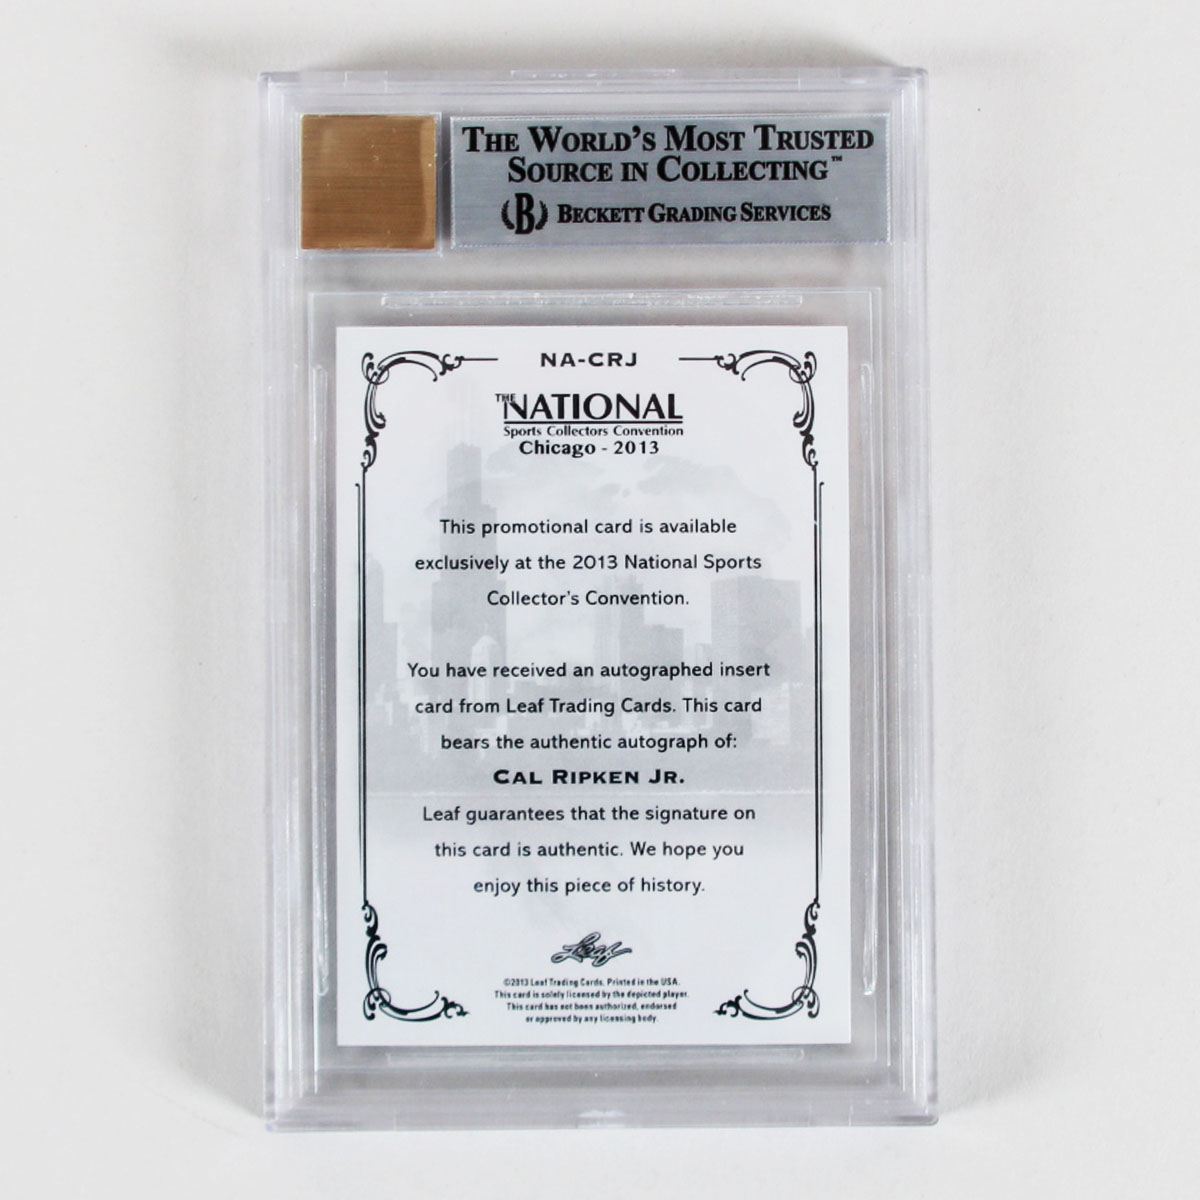 THE WORLD'S MOST TRUSTED
SOURCE IN COLLECTING™
B BECKETT GRADING SERVICES
NA-CRJ
THE NATIONAL
Sports Collectors Convention
Chicago - 2013
This promotional card is available
exclusively at the 2013 National Sports
Collector's Convention.
You have received an autographed insert
card from Leaf Trading Cards. This card
bears the authentic autograph of:
CAL RIPKEN JR.
Leaf guarantees that the signature on
this card is authentic. We hope you
enjoy this piece of history.
Leaf
©2013 Leaf Trading Cards. Printed in the USA.
This card is solely licensed by the depicted player.
This card has not been authorized, endorsed
or approved by any licensing body.